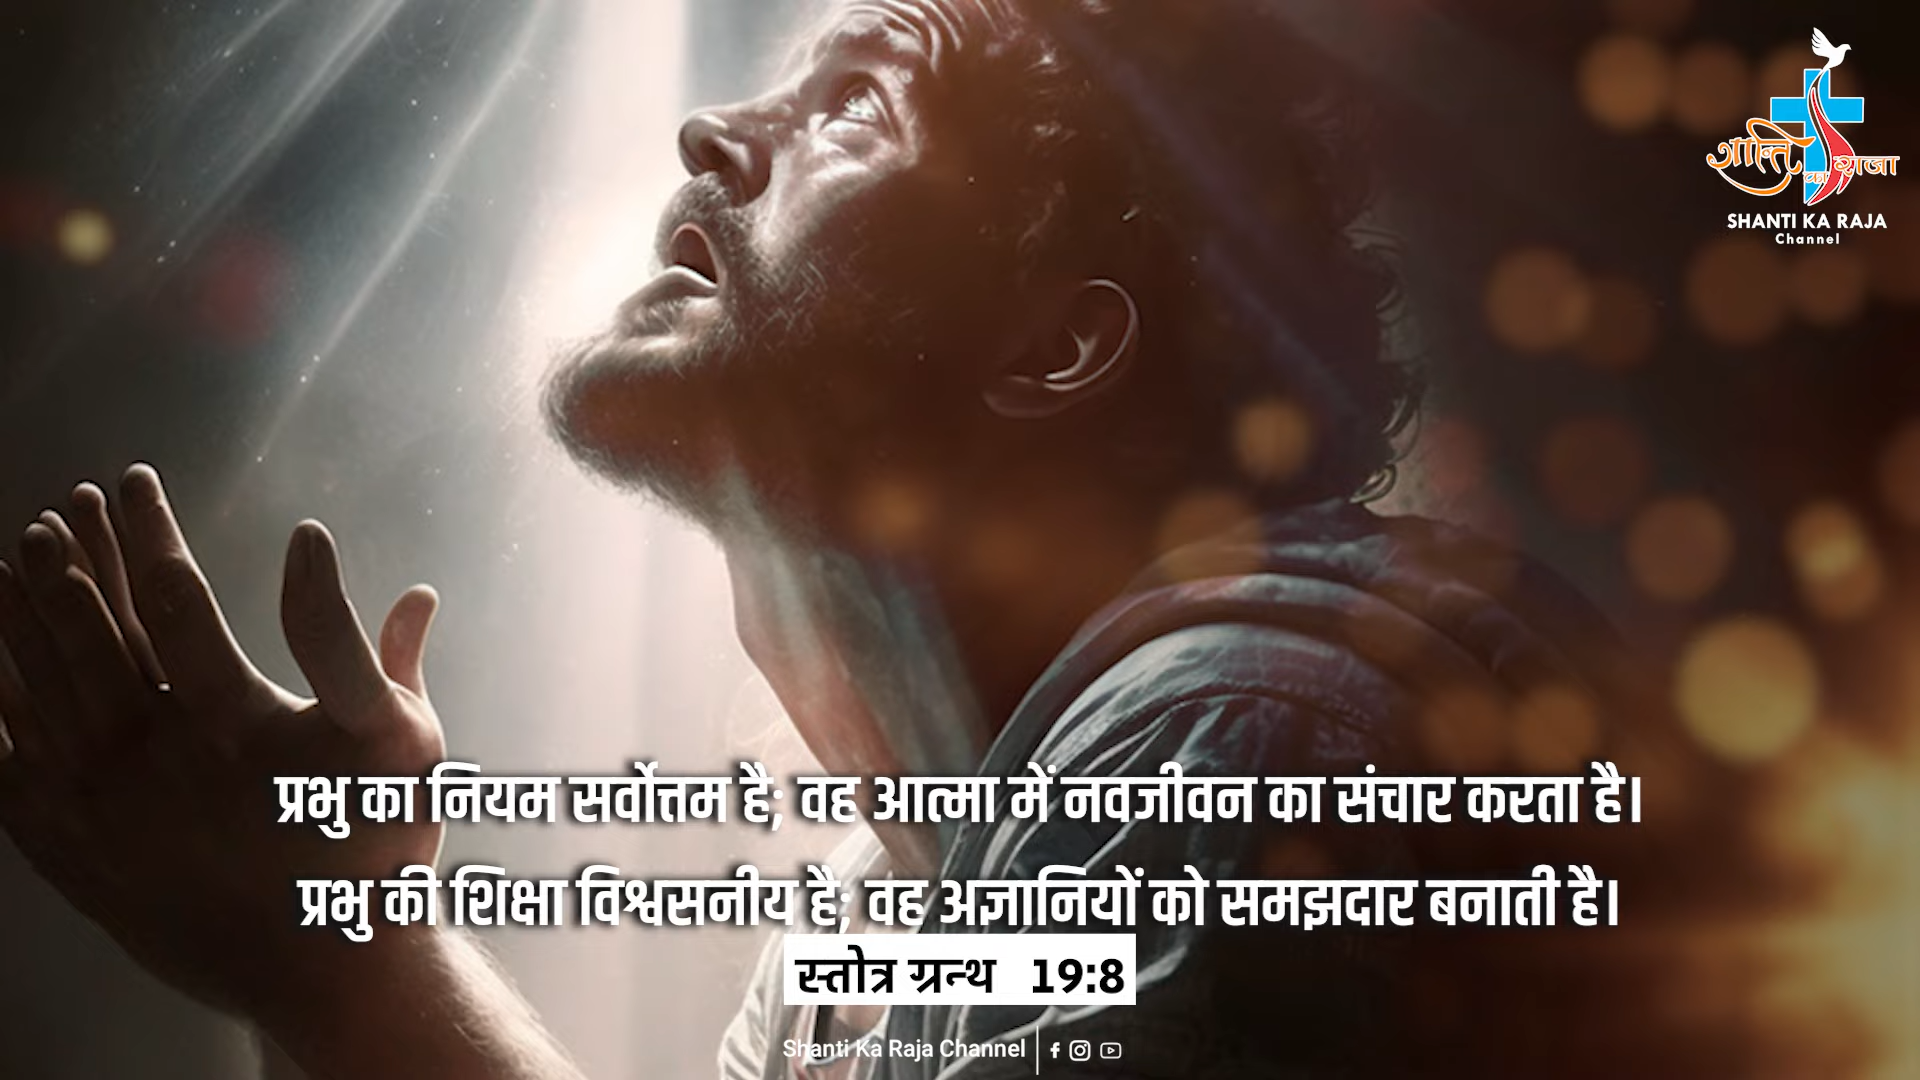 शान्ति का राजा
SHANTI KA RAJA
Channel
प्रभु का नियम सर्वोत्तम है; वह आत्मा में नवजीवन का संचार करता है।
प्रभु की शिक्षा विश्वसनीय है; वह अज्ञानियों को समझदार बनाती है।
स्तोत्र ग्रन्थ 19:8
Shanti Ka Raja Channel